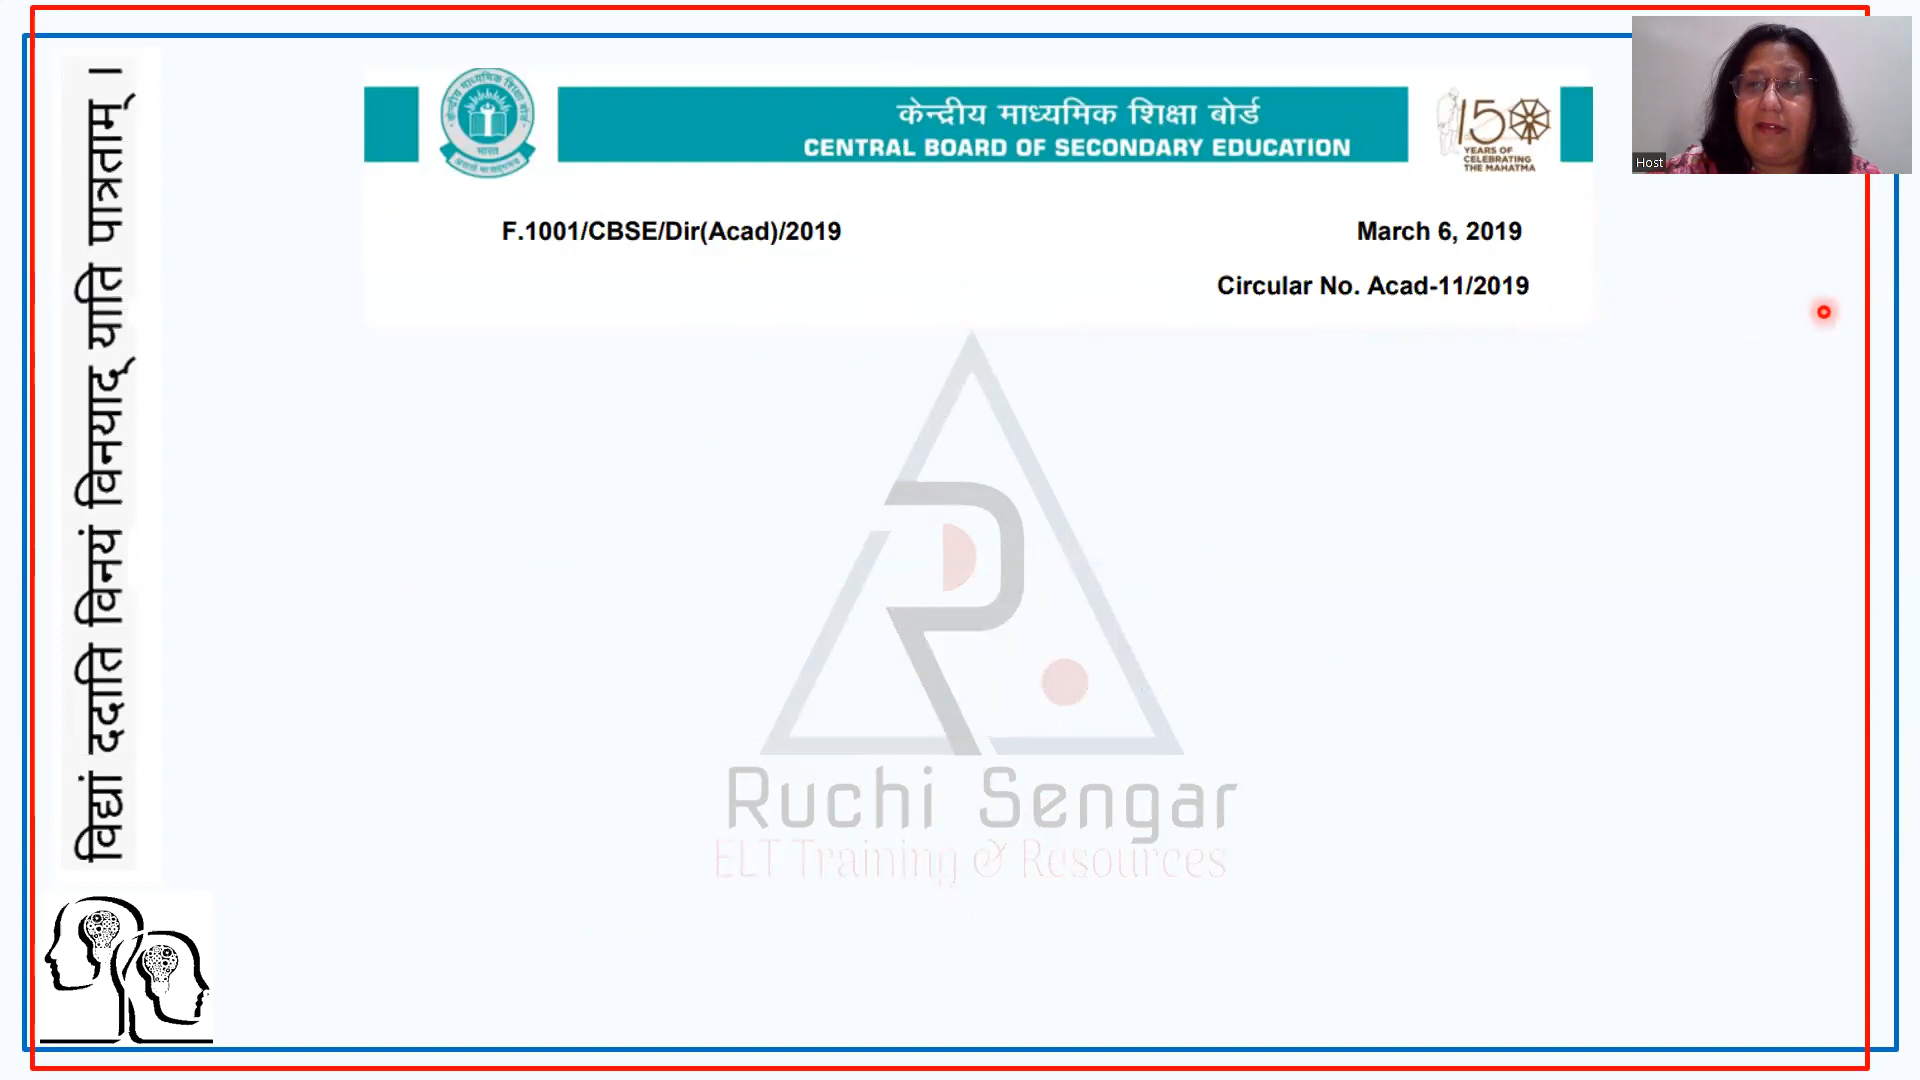 विद्यां ददाति विनयं विनयाद् याति पात्रताम् ।
केन्द्रीय माध्यमिक शिक्षा बोर्ड
CENTRAL BOARD OF SECONDARY EDUCATION
भारत
150
YEARS OF
CELEBRATING
THE MAHATMA
Host
F.1001/CBSE/Dir(Acad)/2019
March 6, 2019
Circular No. Acad-11/2019
Ruchi Sengar
ELT Training & Resources